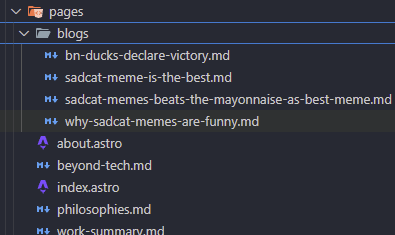 pages
blogs
bn-ducks-declare-victory.md
sadcat-meme-is-the-best.md
sadcat-memes-beats-the-mayonnaise-as-best-meme.md
why-sadcat-memes-are-funny.md
about.astro
beyond-tech.md
index.astro
philosophies.md
work-summary.md